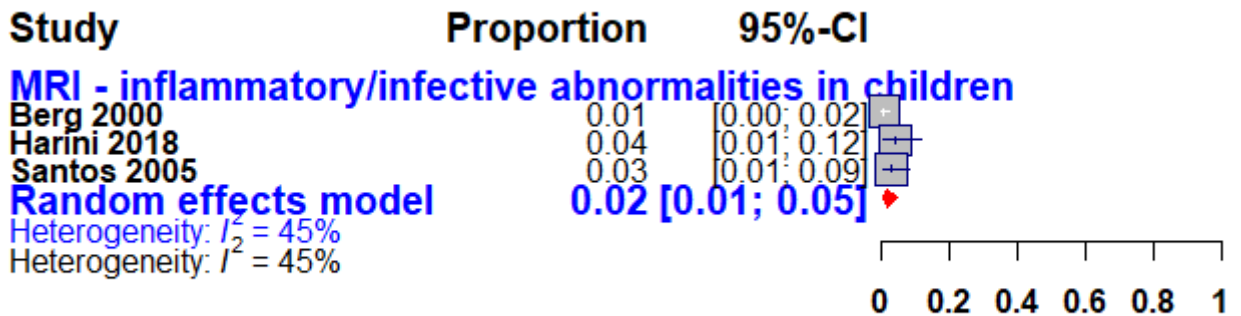 Study Proportion 95%-CI
MRI - inflammatory/infective abnormalities in children
Berg 2000 0.01 [0.00; 0.02]
Harini 2018 0.04 [0.01; 0.12]
Santos 2005 0.03 [0.01; 0.09]
Random effects model 0.02 [0.01; 0.05]
Heterogeneity: I² = 45%
Heterogeneity: I² = 45%
0 0.2 0.4 0.6 0.8 1